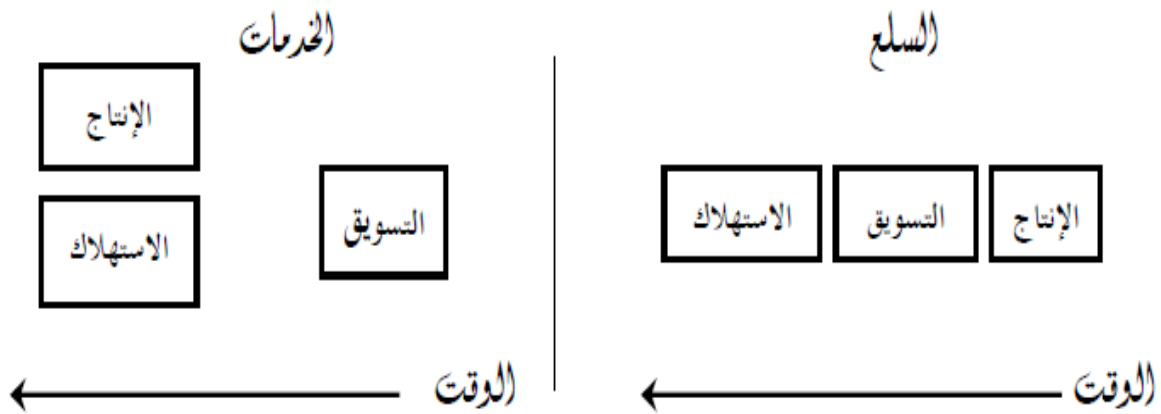 السلع
الإنتاج
التسويق
الاستهلاك
الوقت
الخدمات
التسويق
الإنتاج
الاستهلاك
الوقت